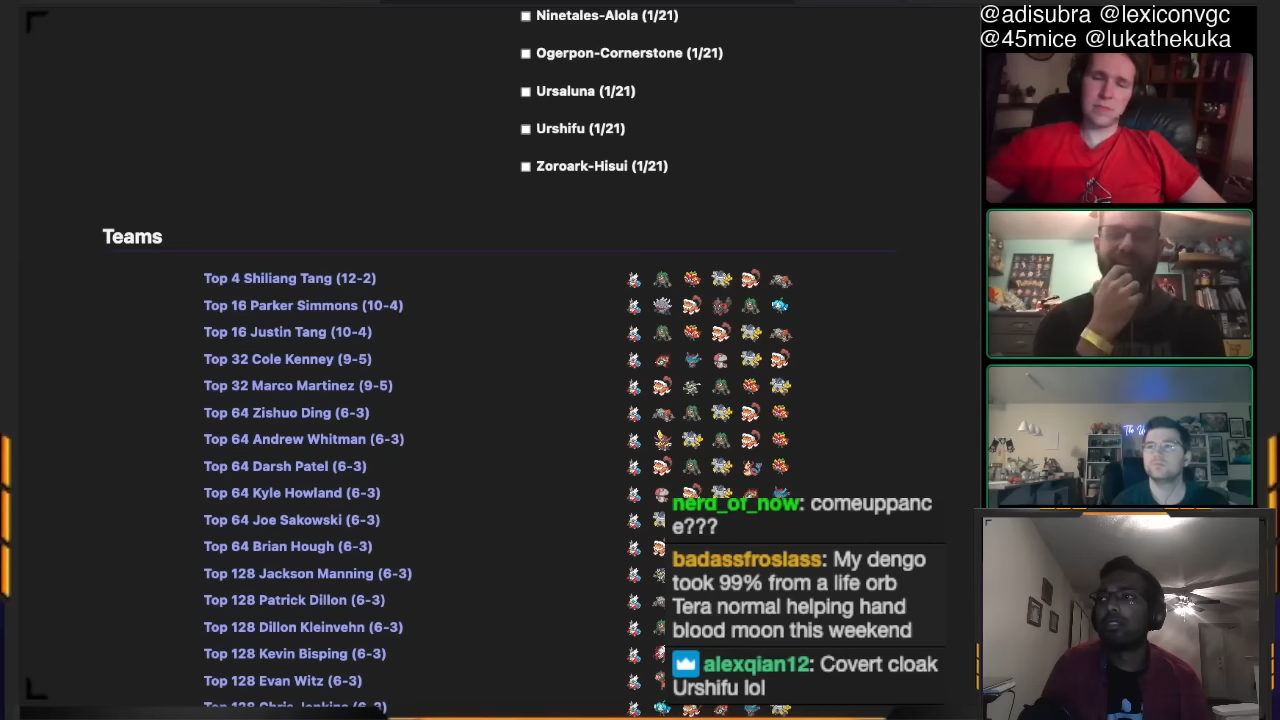 @adisubra @lexiconvgc
@45mice @lukathekuka
Ninetales-Alola (1/21)
Ogerpon-Cornerstone (1/21)
Ursaluna (1/21)
Urshifu (1/21)
Zoroark-Hisui (1/21)
Teams
Top 4 Shiliang Tang (12-2)
Top 16 Parker Simmons (10-4)
Top 16 Justin Tang (10-4)
Top 32 Cole Kenney (9-5)
Top 32 Marco Martinez (9-5)
Top 64 Zishuo Ding (6-3)
Top 64 Andrew Whitman (6-3)
Top 64 Darsh Patel (6-3)
Top 64 Kyle Howland (6-3)
Top 64 Joe Sakowski (6-3)
Top 64 Brian Hough (6-3)
Top 128 Jackson Manning (6-3)
Top 128 Patrick Dillon (6-3)
Top 128 Dillon Kleinvehn (6-3)
Top 128 Kevin Bisping (6-3)
Top 128 Evan Witz (6-3)
Top 128 Chris Jenkins (6-3)
nerd_of_now: comeuppanc
e???
badassfroslass: My dengo
took 99% from a life orb
Tera normal helping hand
blood moon this weekend
alexqian12: Covert cloak
Urshifu lol